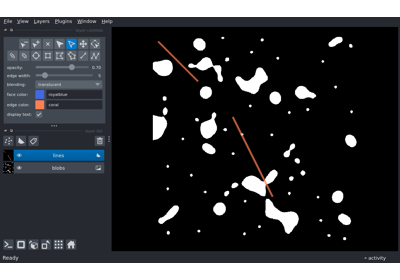 File View Layers Plugins Window Help
opacity: 0.70
edge width: 5
blending: translucent
face color: royalblue
edge color: coral
display text: ✓
lines
blobs
Ready
activity